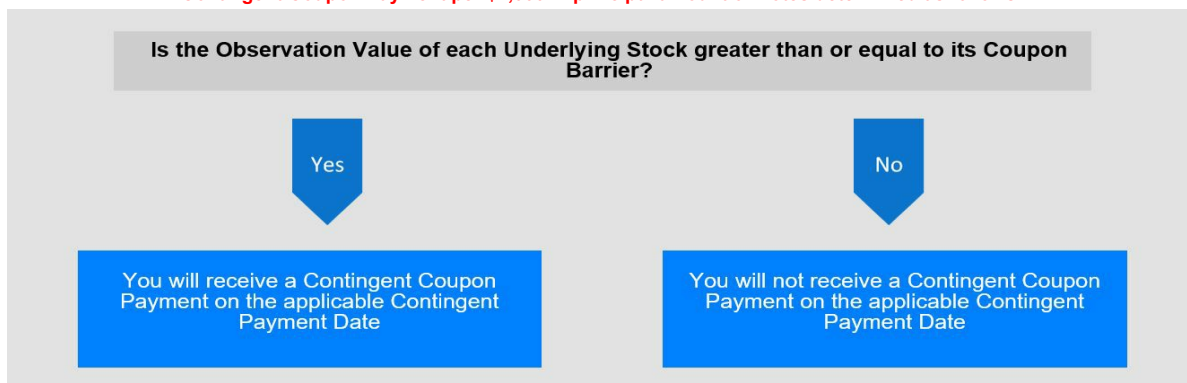 Is the Observation Value of each Underlying Stock greater than or equal to its Coupon
Barrier?
Yes
No
You will receive a Contingent Coupon
Payment on the applicable Contingent
Payment Date
You will not receive a Contingent Coupon
Payment on the applicable Contingent
Payment Date